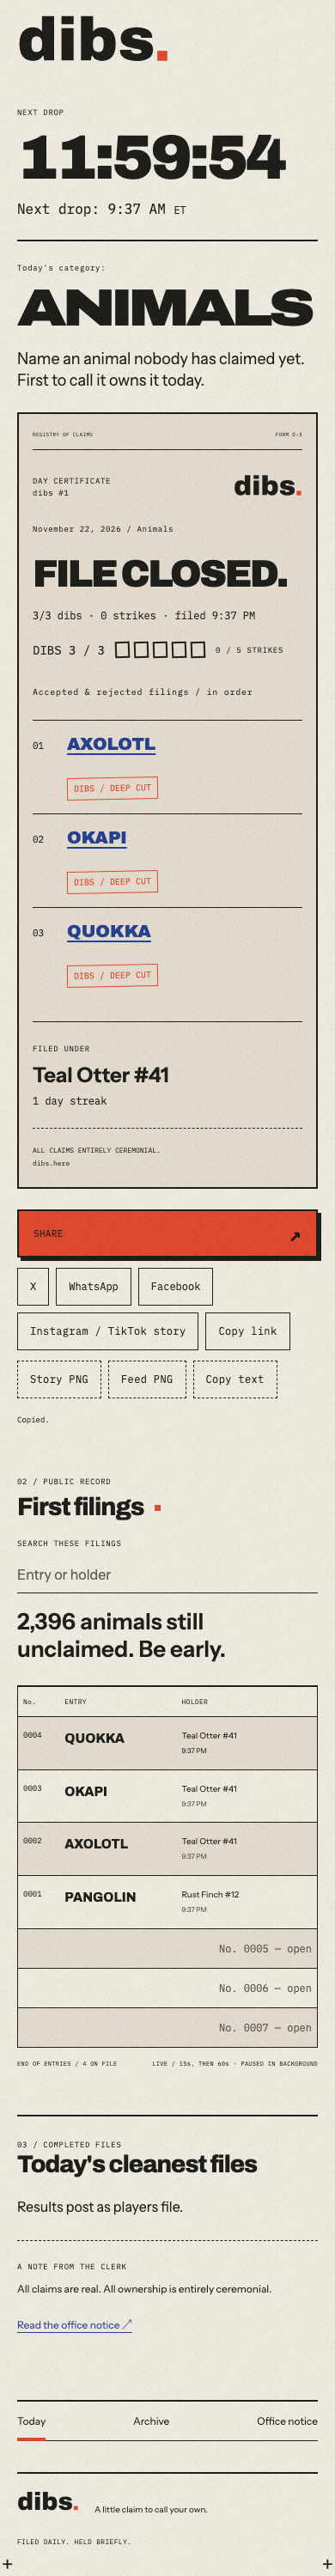 dibs.
NEXT DROP
11:59:54
Next drop: 9:37 AM ET
Today's category:
ANIMALS
Name an animal nobody has claimed yet.
First to call it owns it today.
REGISTRY OF CLAIMS
FORM D-3
DAY CERTIFICATE
dibs #1
dibs.
November 22, 2026 / Animals
FILE CLOSED.
3/3 dibs · 0 strikes · filed 9:37 PM
DIBS 3 / 3
0 / 5 STRIKES
Accepted & rejected filings / in order
01 AXOLOTL
DIBS / DEEP CUT
02 OKAPI
DIBS / DEEP CUT
03 QUOKKA
DIBS / DEEP CUT
FILED UNDER
Teal Otter #41
1 day streak
ALL CLAIMS ENTIRELY CEREMONIAL.
dibs.here
SHARE ↗
X WhatsApp Facebook
Instagram / TikTok story Copy link
Story PNG Feed PNG Copy text
Copied.
02 / PUBLIC RECORD
First filings
SEARCH THESE FILINGS
Entry or holder
2,396 animals still
unclaimed. Be early.
No. ENTRY HOLDER
0004 QUOKKA Teal Otter #41
9:37 PM
0003 OKAPI Teal Otter #41
9:37 PM
0002 AXOLOTL Teal Otter #41
9:37 PM
0001 PANGOLIN Rust Finch #12
9:37 PM
No. 0005 — open
No. 0006 — open
No. 0007 — open
END OF ENTRIES / 4 ON FILE
LIVE / 15s, THEN 60s · PAUSED IN BACKGROUND
03 / COMPLETED FILES
Today's cleanest files
Results post as players file.
A NOTE FROM THE CLERK
All claims are real. All ownership is entirely ceremonial.
Read the office notice ↗
Today Archive Office notice
dibs. A little claim to call your own.
FILED DAILY. HELD BRIEFLY.